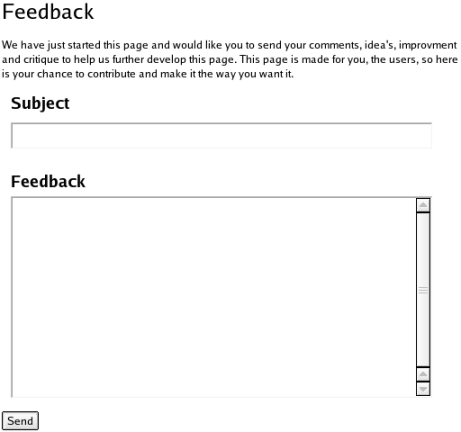 Feedback
We have just started this page and would like you to send your comments, idea's, improvment
and critique to help us further develop this page. This page is made for you, the users, so here
is your chance to contribute and make it the way you want it.
Subject
Feedback
Send